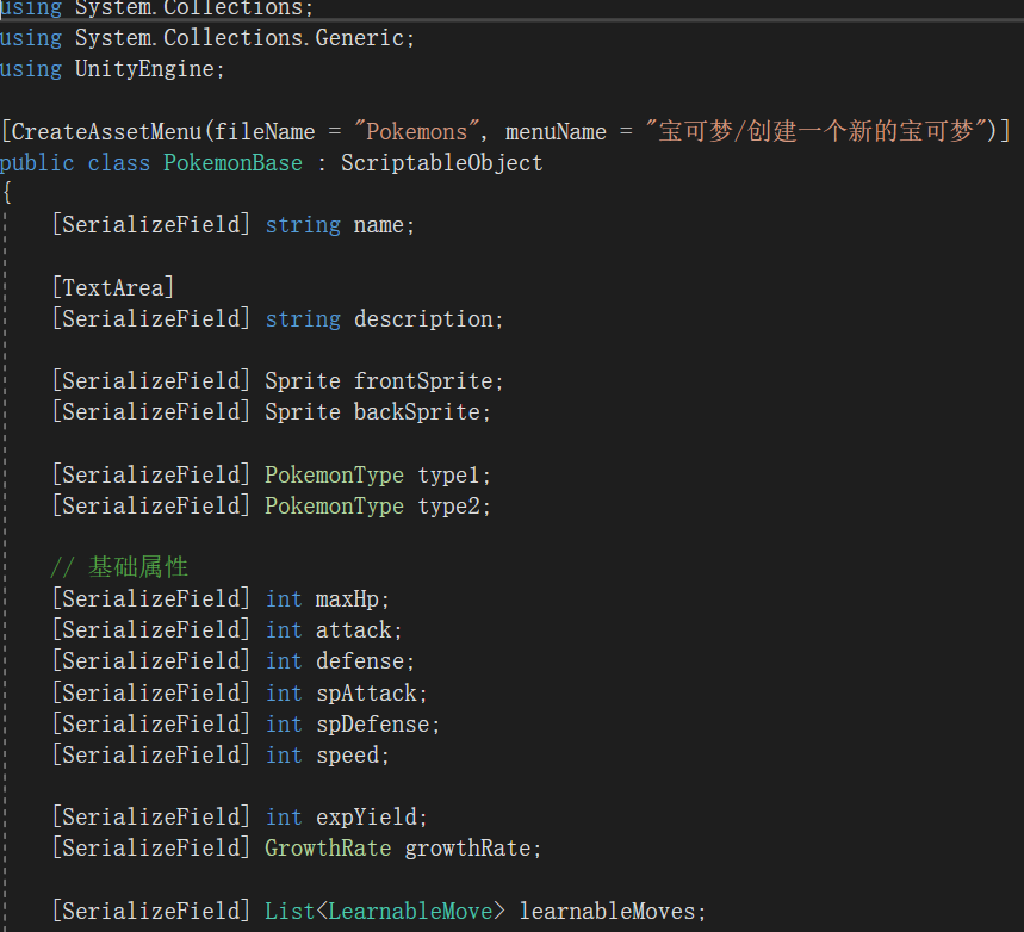 using System.Collections;
using System.Collections.Generic;
using UnityEngine;
[CreateAssetMenu(fileName = "Pokemons", menuName = "宝可梦/创建一个新的宝可梦")]
public class PokemonBase : ScriptableObject
{
[SerializeField] string name;
[TextArea]
[SerializeField] string description;
[SerializeField] Sprite frontSprite;
[SerializeField] Sprite backSprite;
[SerializeField] PokemonType type1;
[SerializeField] PokemonType type2;
// 基础属性
[SerializeField] int maxHp;
[SerializeField] int attack;
[SerializeField] int defense;
[SerializeField] int spAttack;
[SerializeField] int spDefense;
[SerializeField] int speed;
[SerializeField] int expYield;
[SerializeField] GrowthRate growthRate;
[SerializeField] List<LearnableMove> learnableMoves;